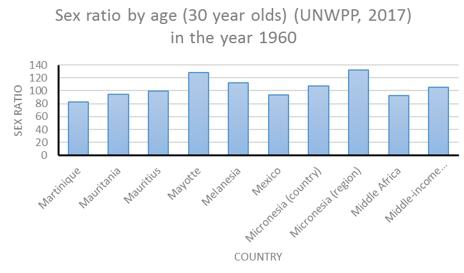 Sex ratio by age (30 year olds) (UNWPP, 2017)
in the year 1960
SEX RATIO
140
120
100
80
60
40
20
0
Martinique
Mauritania
Mauritius
Mayotte
Melanesia
Mexico
Micronesia (country)
Micronesia (region)
Middle Africa
Middle-income...
COUNTRY